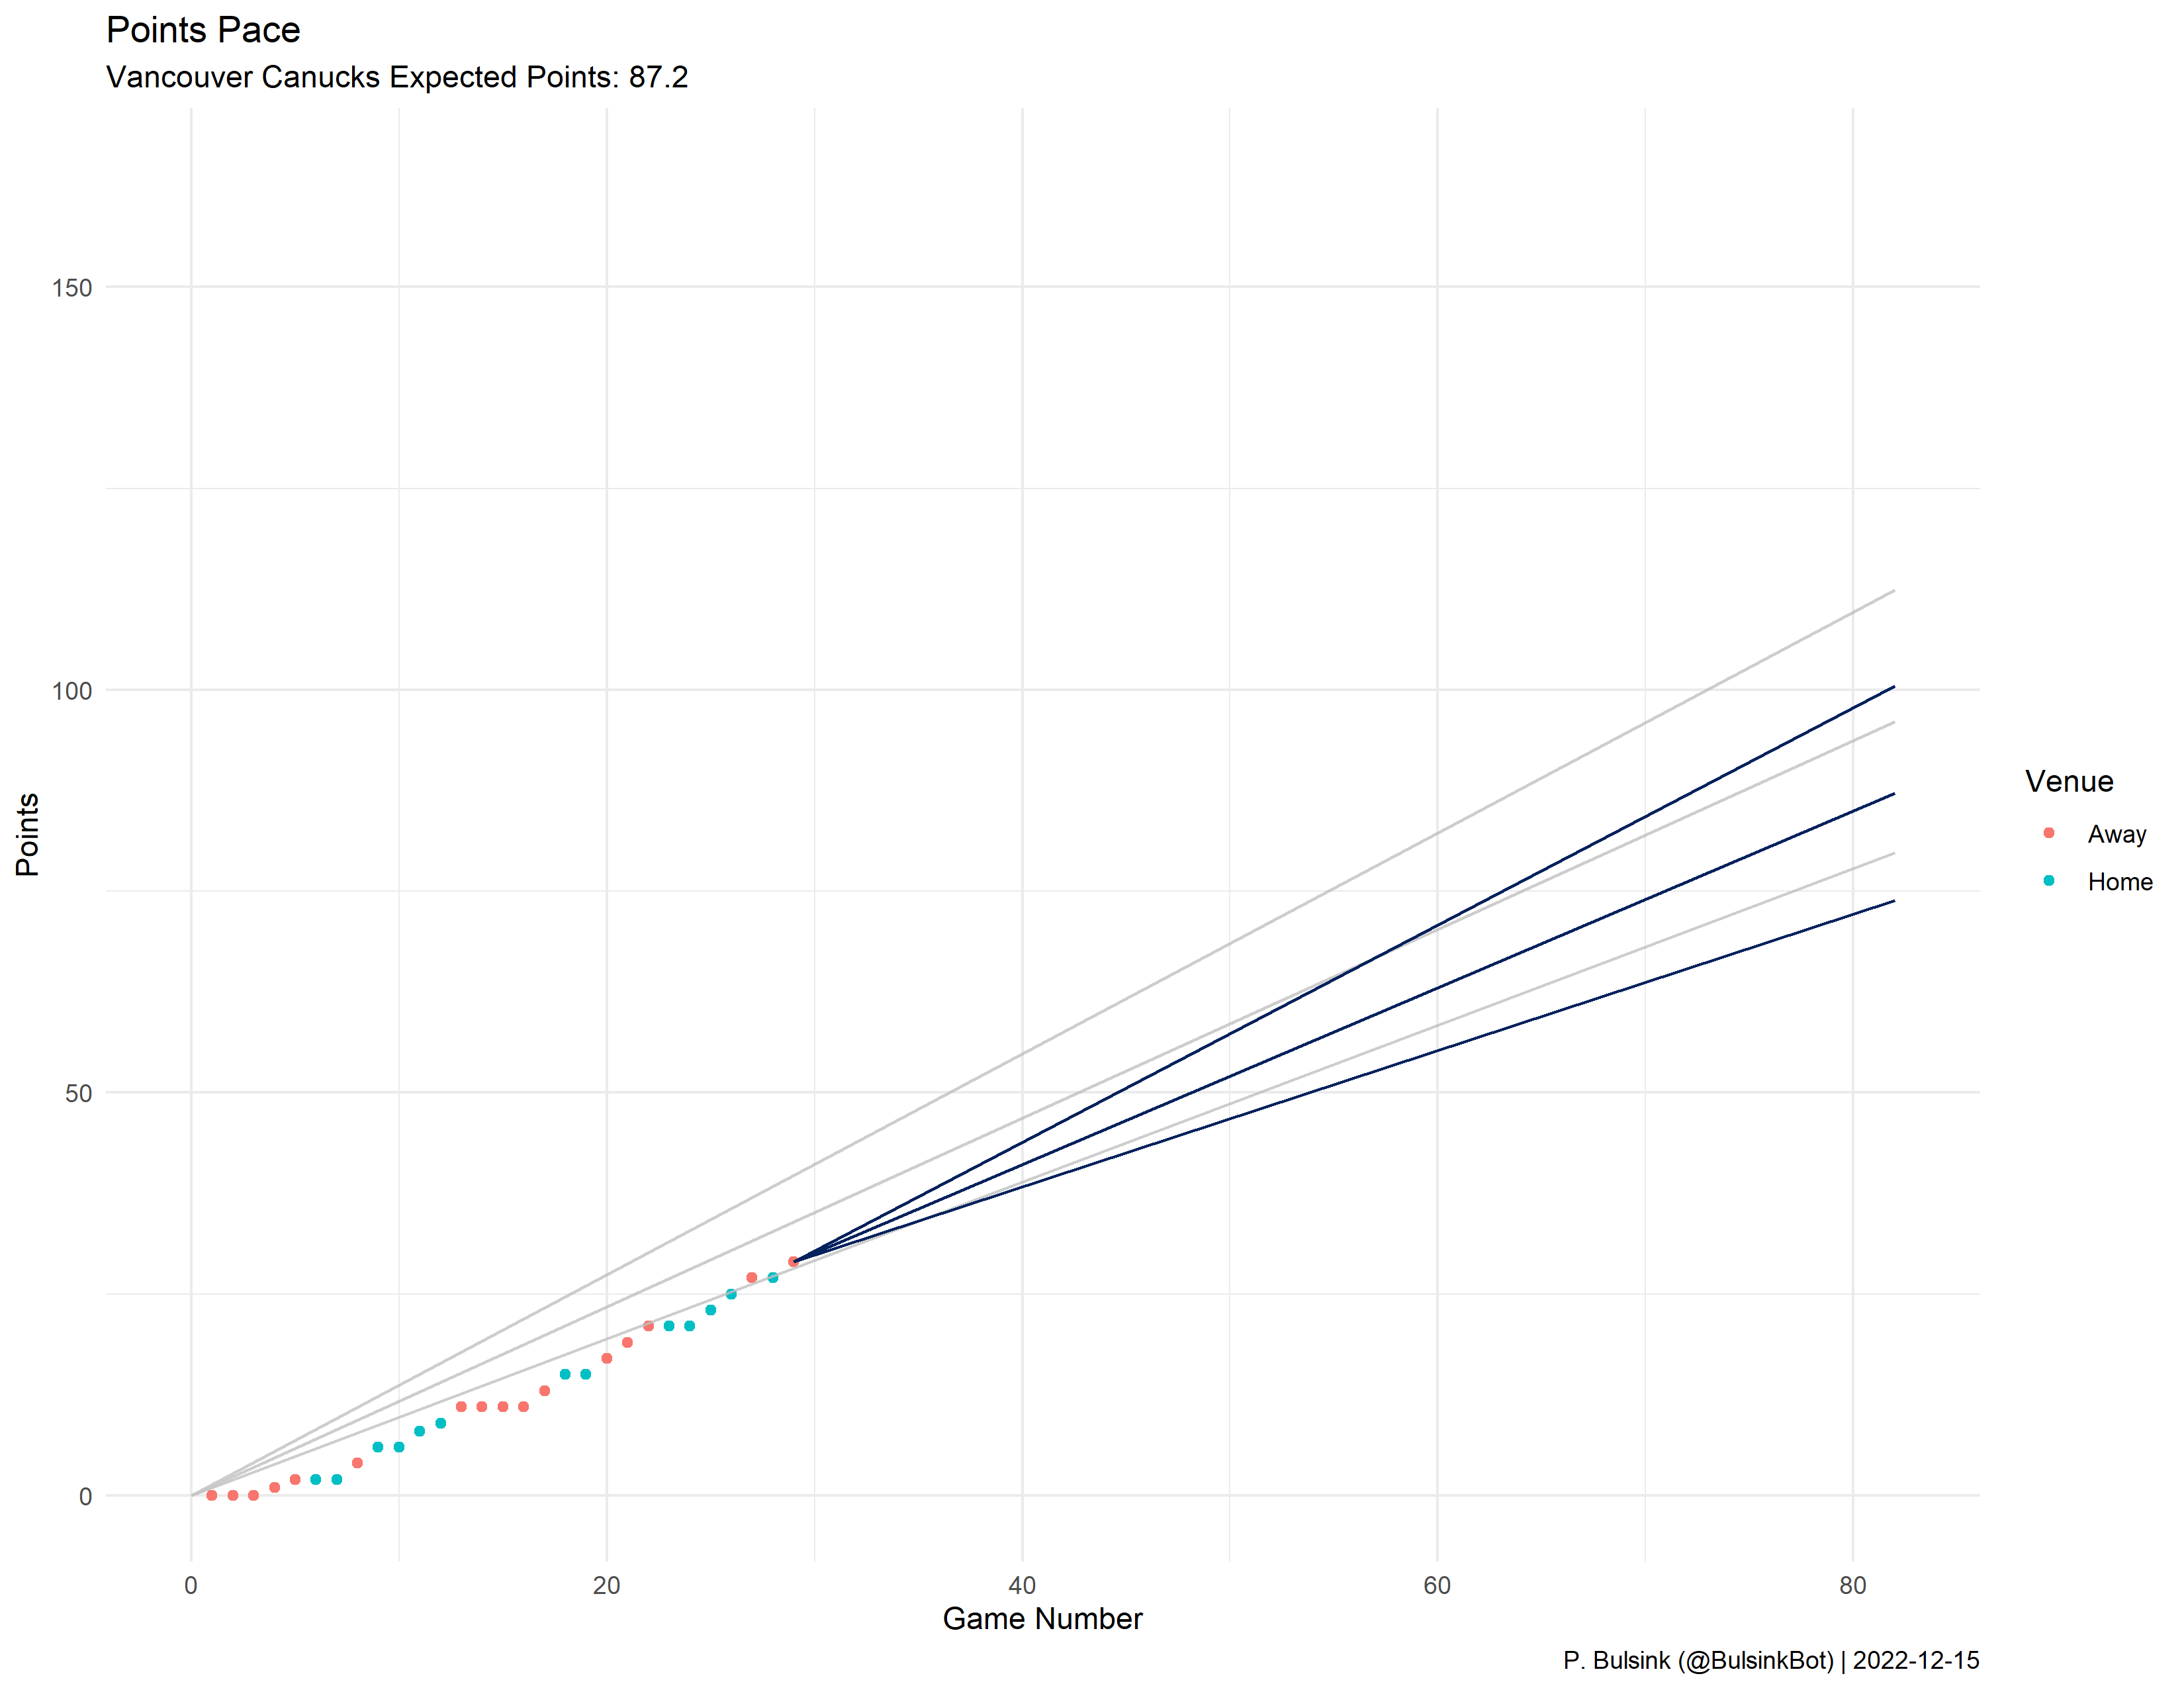 Points Pace
Vancouver Canucks Expected Points: 87.2
150
100
50
0
Points
0 20 40 60 80
Game Number
Venue
Away
Home
P. Bulsink (@BulsinkBot) | 2022-12-15